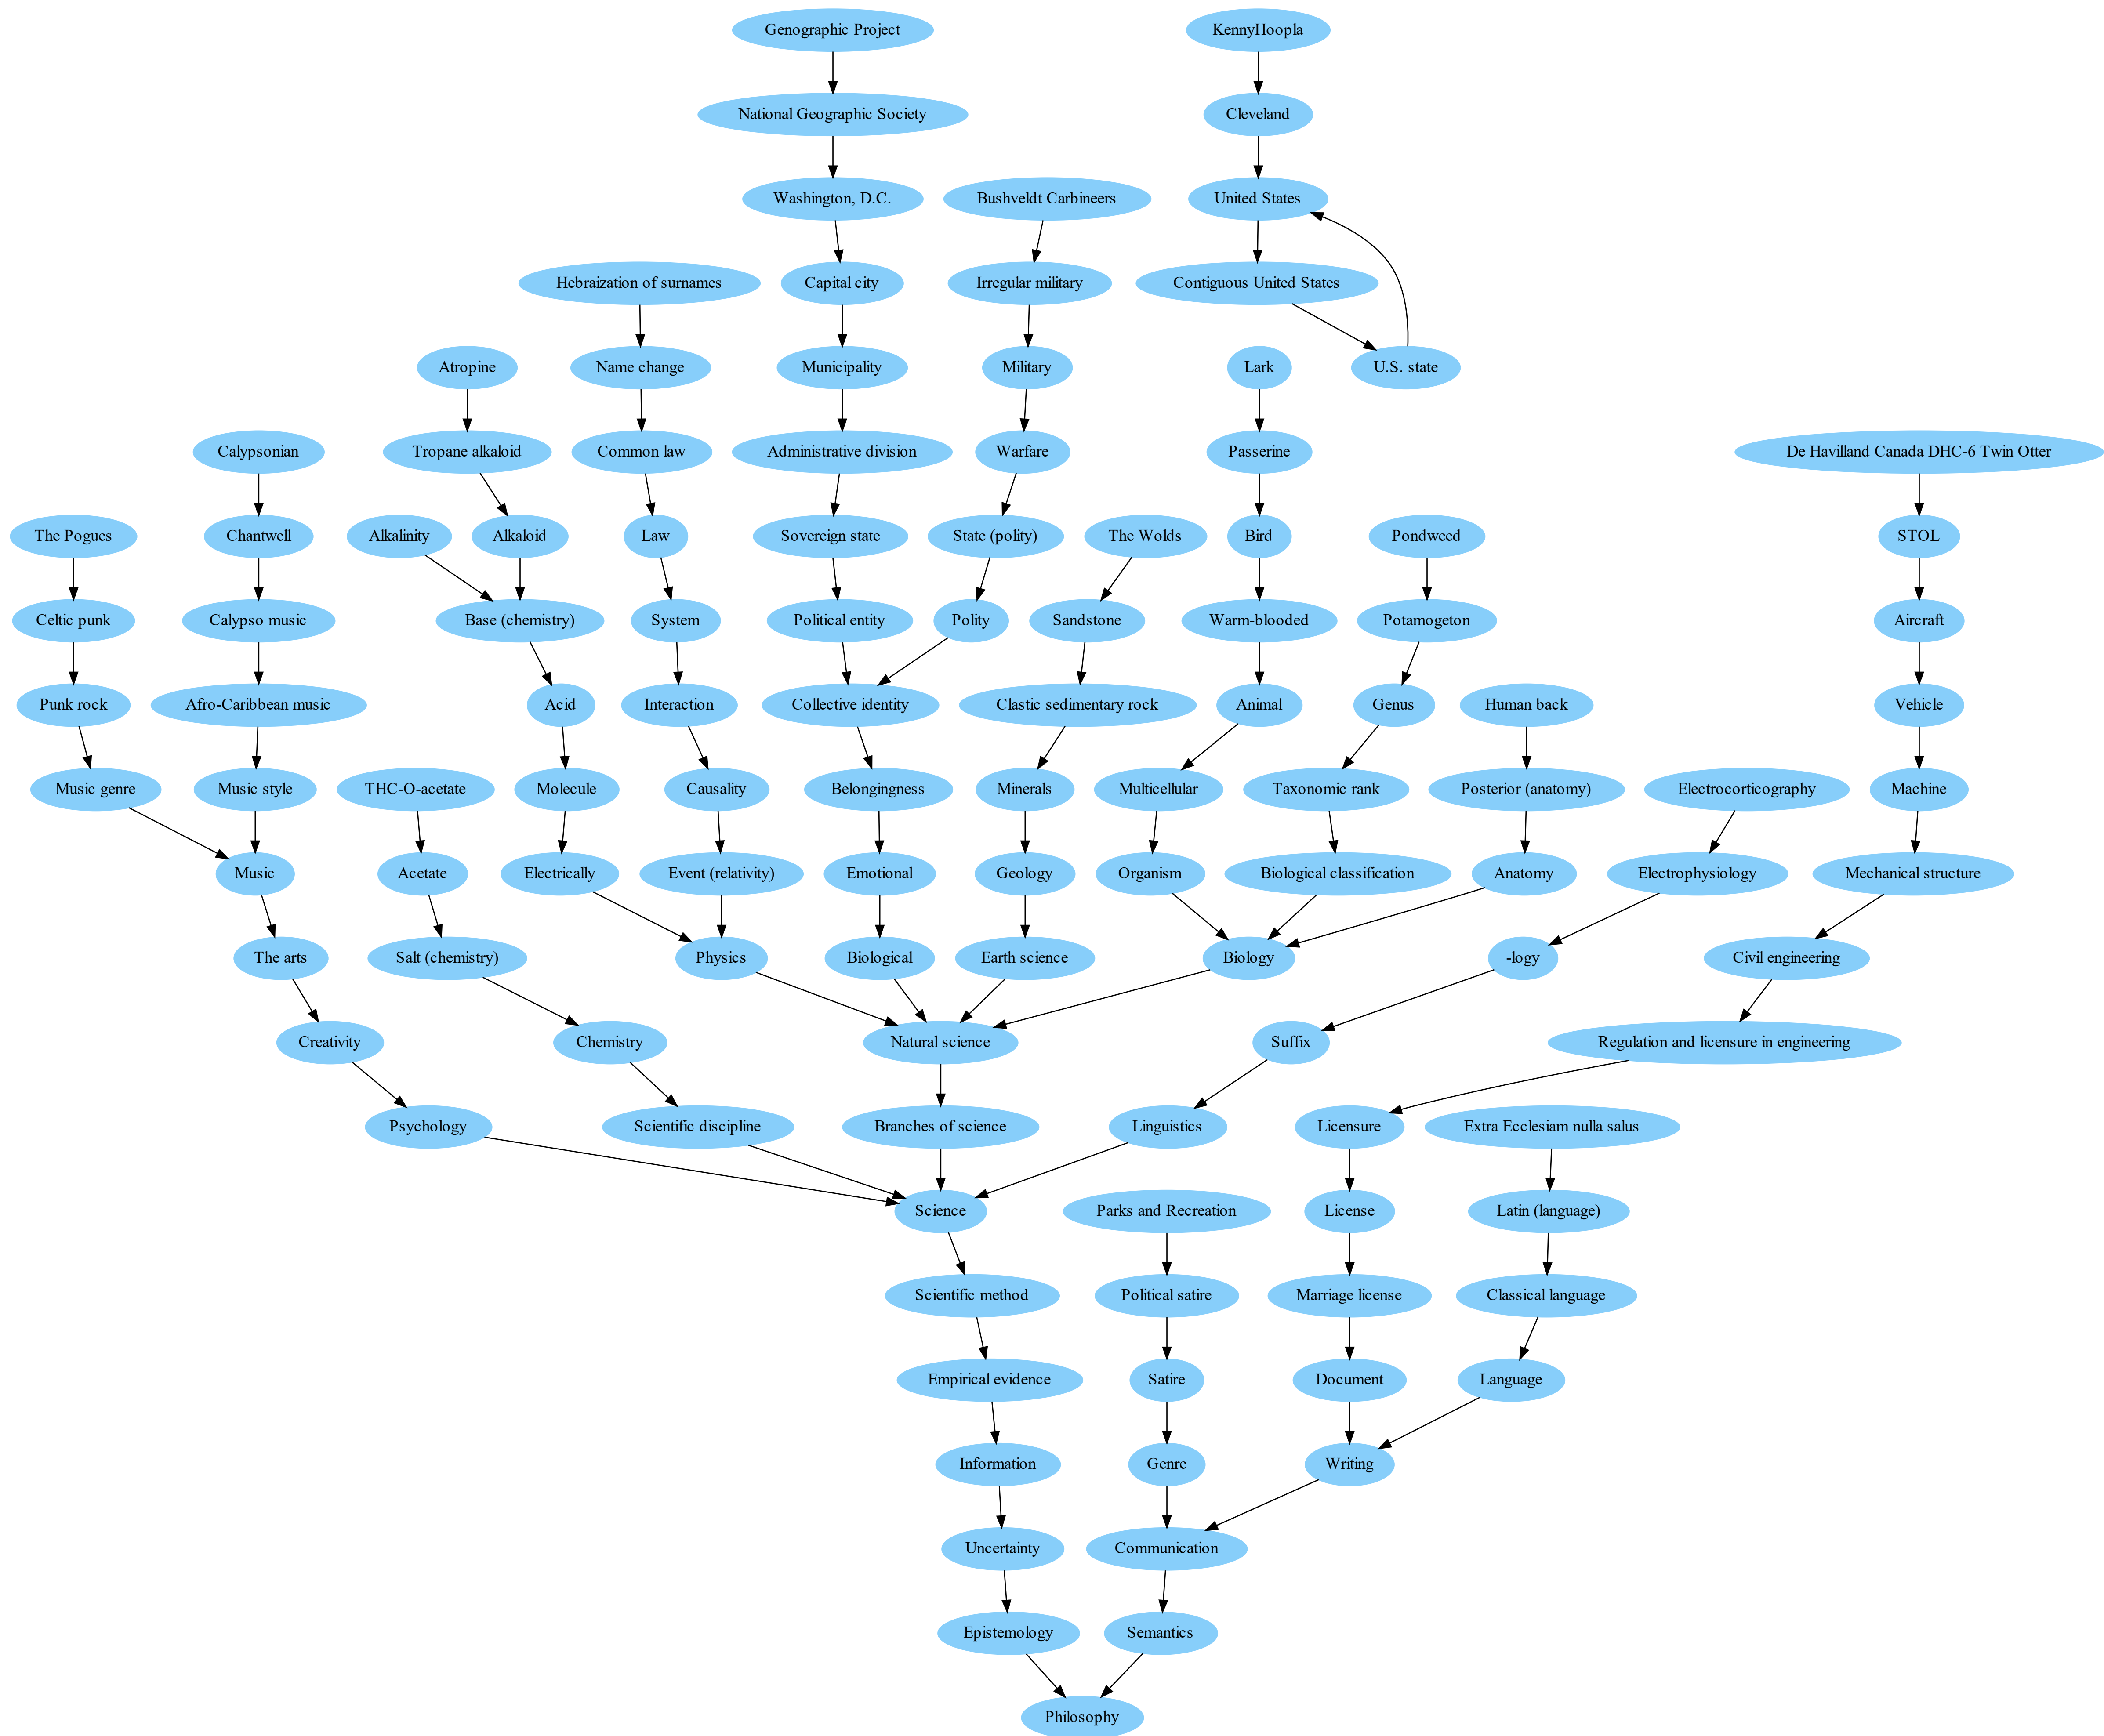 Genographic Project
KennyHoopla
National Geographic Society
Cleveland
Washington, D.C.
Bushveldt Carbineers
United States
Hebraization of surnames
Capital city
Irregular military
Contiguous United States
Atropine
Name change
Municipality
Military
Lark
U.S. state
Calypsonian
Tropane alkaloid
Common law
Administrative division
Warfare
Passerine
De Havilland Canada DHC-6 Twin Otter
The Pogues
Chantwell
Alkalinity
Alkaloid
Law
Sovereign state
State (polity)
The Wolds
Bird
Pondweed
STOL
Celtic punk
Calypso music
Base (chemistry)
System
Political entity
Polity
Sandstone
Warm-blooded
Potamogeton
Aircraft
Punk rock
Afro-Caribbean music
Acid
Interaction
Collective identity
Clastic sedimentary rock
Animal
Genus
Human back
Vehicle
Music genre
Music style
THC-O-acetate
Molecule
Causality
Belongingness
Minerals
Multicellular
Taxonomic rank
Posterior (anatomy)
Electrocorticography
Machine
Music
Acetate
Electrically
Event (relativity)
Emotional
Geology
Organism
Biological classification
Anatomy
Electrophysiology
Mechanical structure
The arts
Salt (chemistry)
Physics
Biological
Earth science
Biology
-logy
Civil engineering
Creativity
Chemistry
Natural science
Suffix
Regulation and licensure in engineering
Psychology
Scientific discipline
Branches of science
Linguistics
Licensure
Extra Ecclesiam nulla salus
Science
Parks and Recreation
License
Latin (language)
Scientific method
Political satire
Marriage license
Classical language
Empirical evidence
Satire
Document
Language
Information
Genre
Writing
Uncertainty
Communication
Epistemology
Semantics
Philosophy